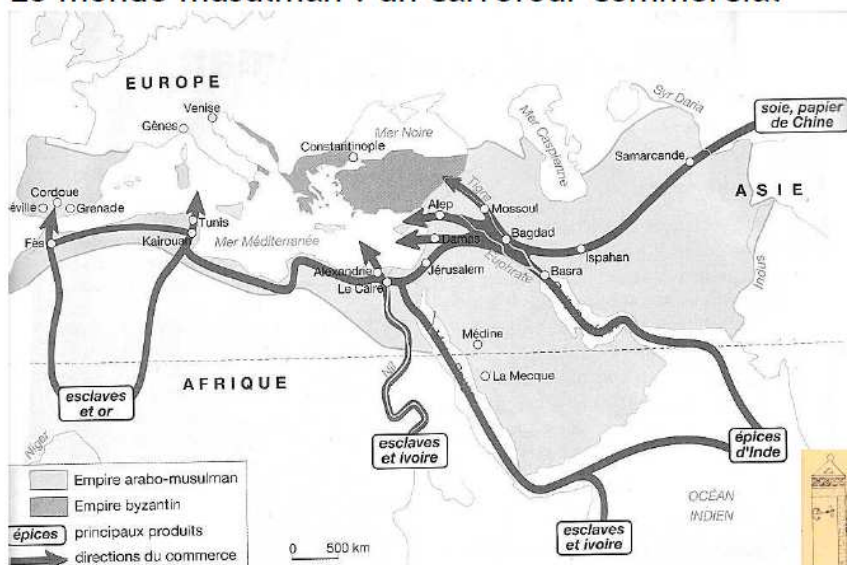 Le monde musulman : un carrefour commercial
EUROPE
Venise
Gênes
Mer Noire
Constantinople
Mer Caspienne
Syr Daria
soie, papier
de Chine
Samarcande
ASIE
Cordoue
éville
Grenade
Fès
Tunis
Kairouan
Mer Méditerranée
Alep
Tigre
Mossoul
Damas
Bagdad
Euphrate
Ispahan
Basra
Jérusalem
Alexandrie
Le Caire
Indus
Médine
La Mecque
Nil
AFRIQUE
esclaves
et or
Niger
esclaves
et ivoire
épices
d'Inde
esclaves
et ivoire
OCÉAN
INDIEN
Empire arabo-musulman
Empire byzantin
épices
principaux produits
directions du commerce
0 500 km